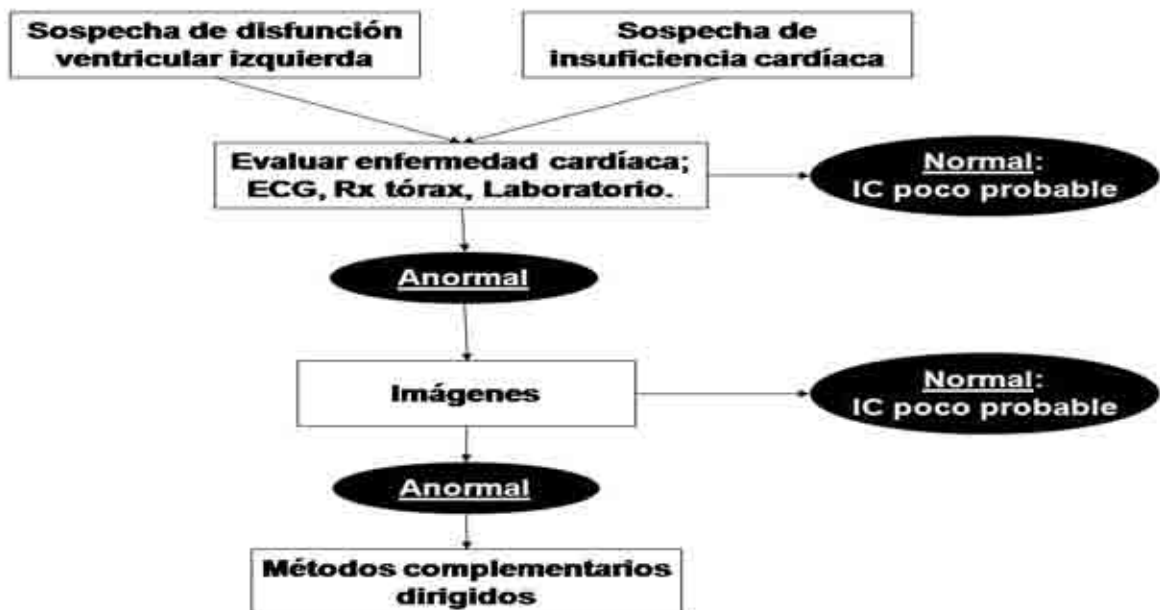 Sospecha de disfunción
ventricular izquierda
Sospecha de
insuficiencia cardíaca
Evaluar enfermedad cardíaca;
ECG, Rx tórax, Laboratorio.
Normal:
IC poco probable
Anormal
Imágenes
Normal:
IC poco probable
Anormal
Métodos complementarios
dirigidos